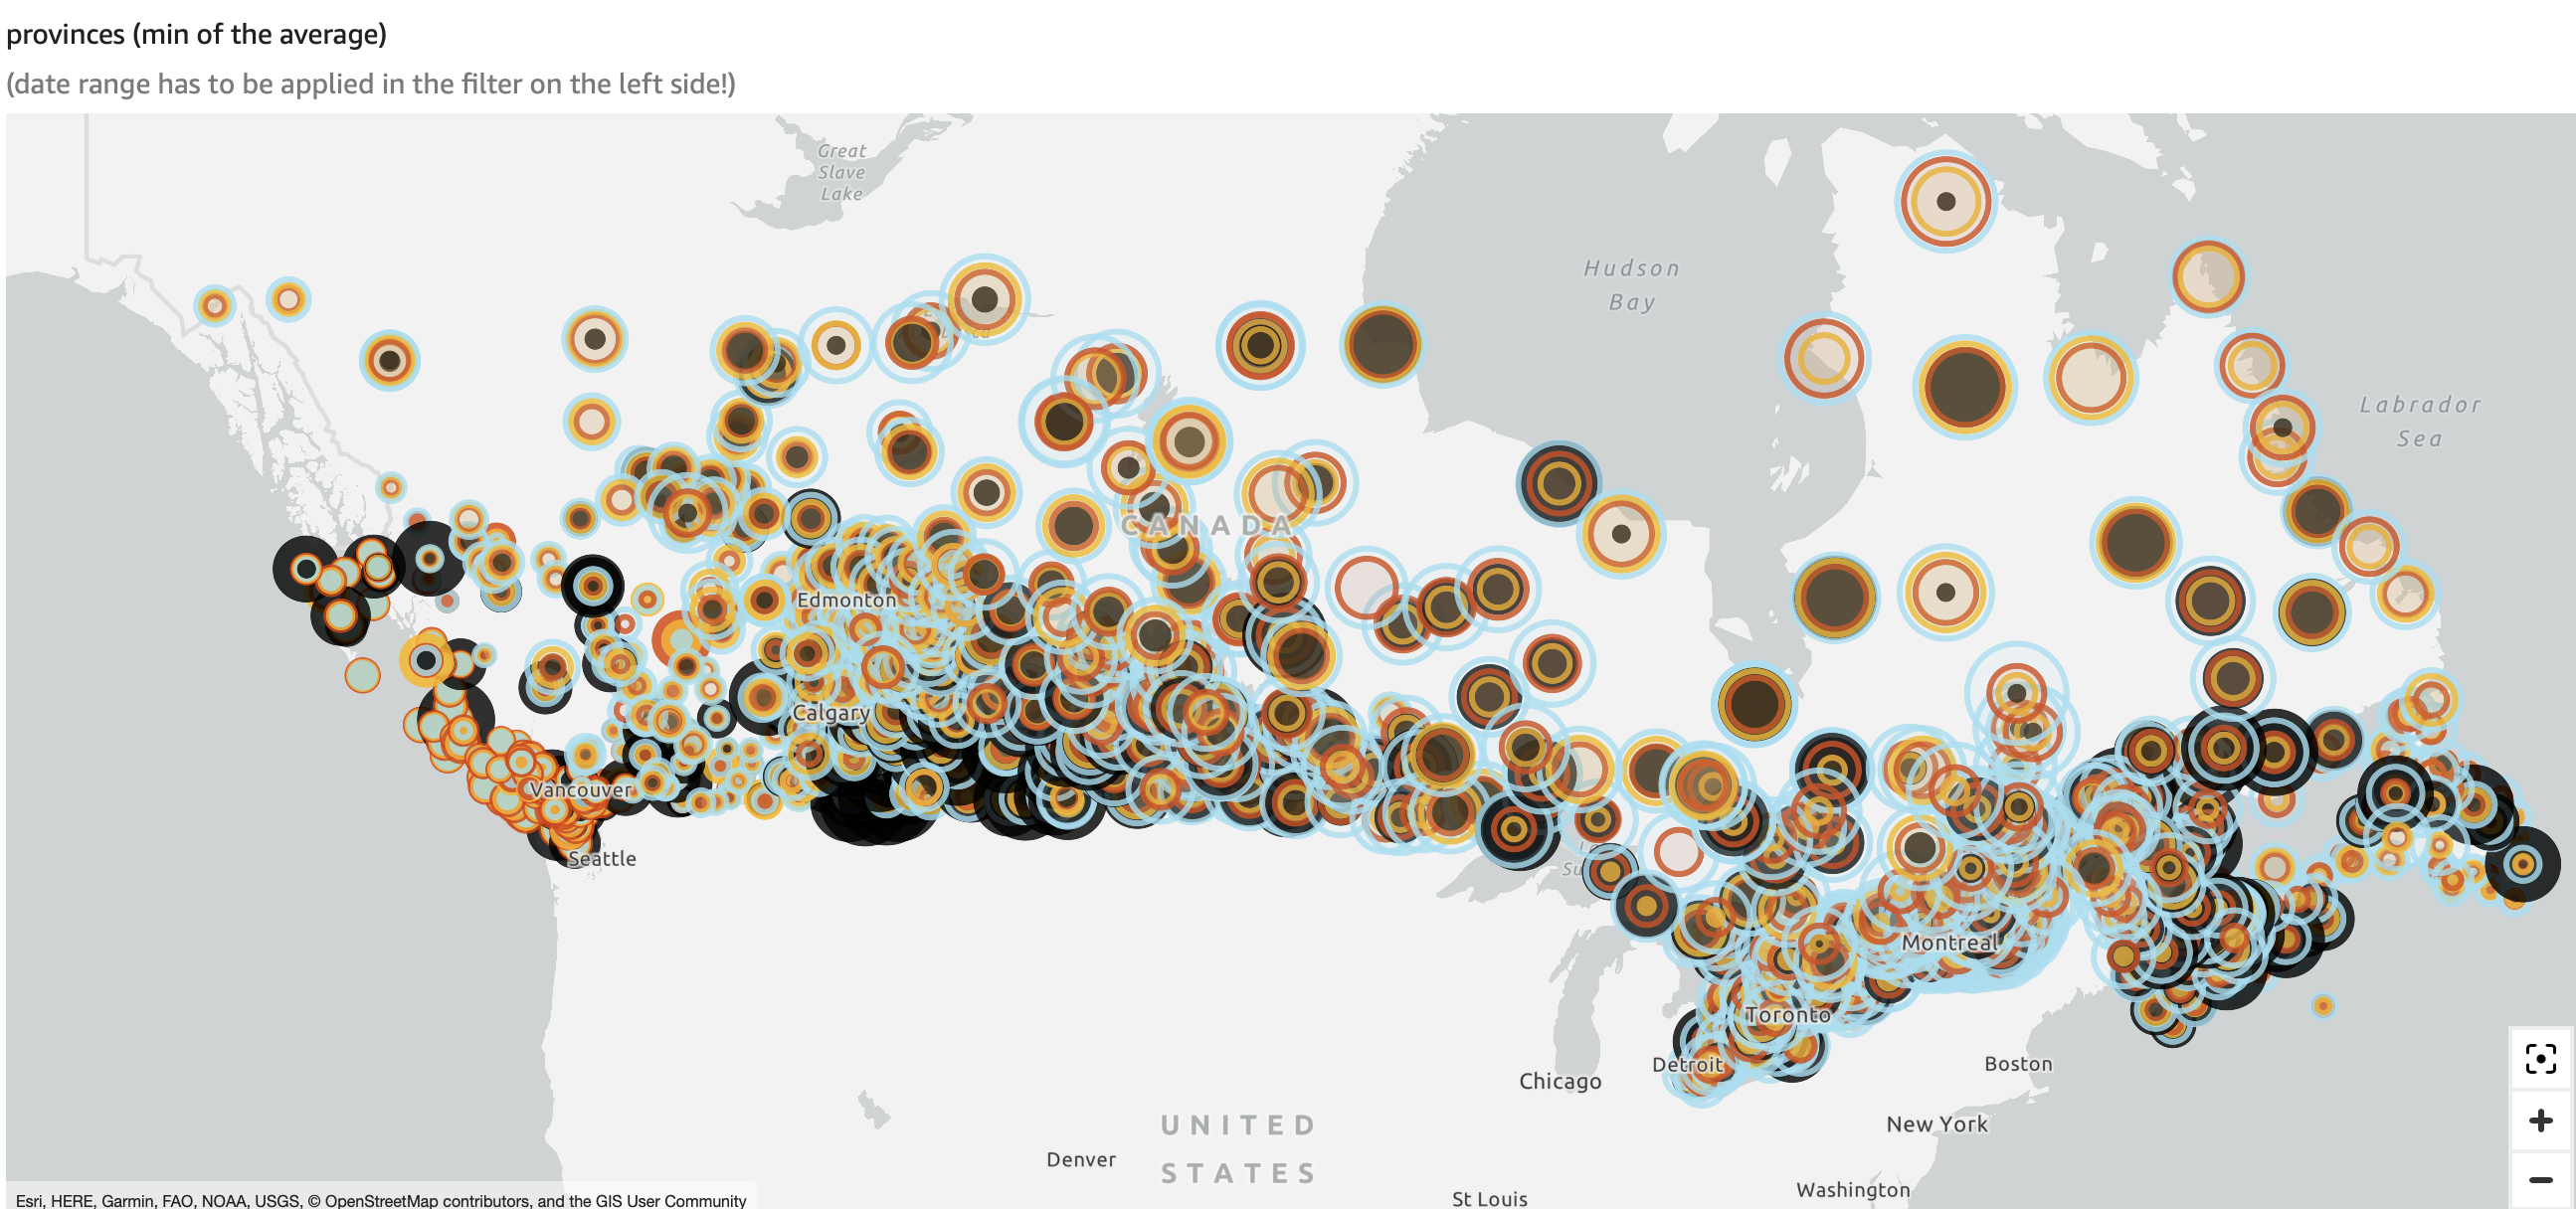 provinces (min of the average)
(date range has to be applied in the filter on the left side!)
Great
Slave
Lake
Hudson
Bay
Labrador
Sea
CANADA
Edmonton
Calgary
Vancouver
Seattle
Montreal
Toronto
Detroit
Boston
Chicago
New York
UNITED
STATES
Denver
Washington
St Louis
Esri, HERE, Garmin, FAO, NOAA, USGS, © OpenStreetMap contributors, and the GIS User Community